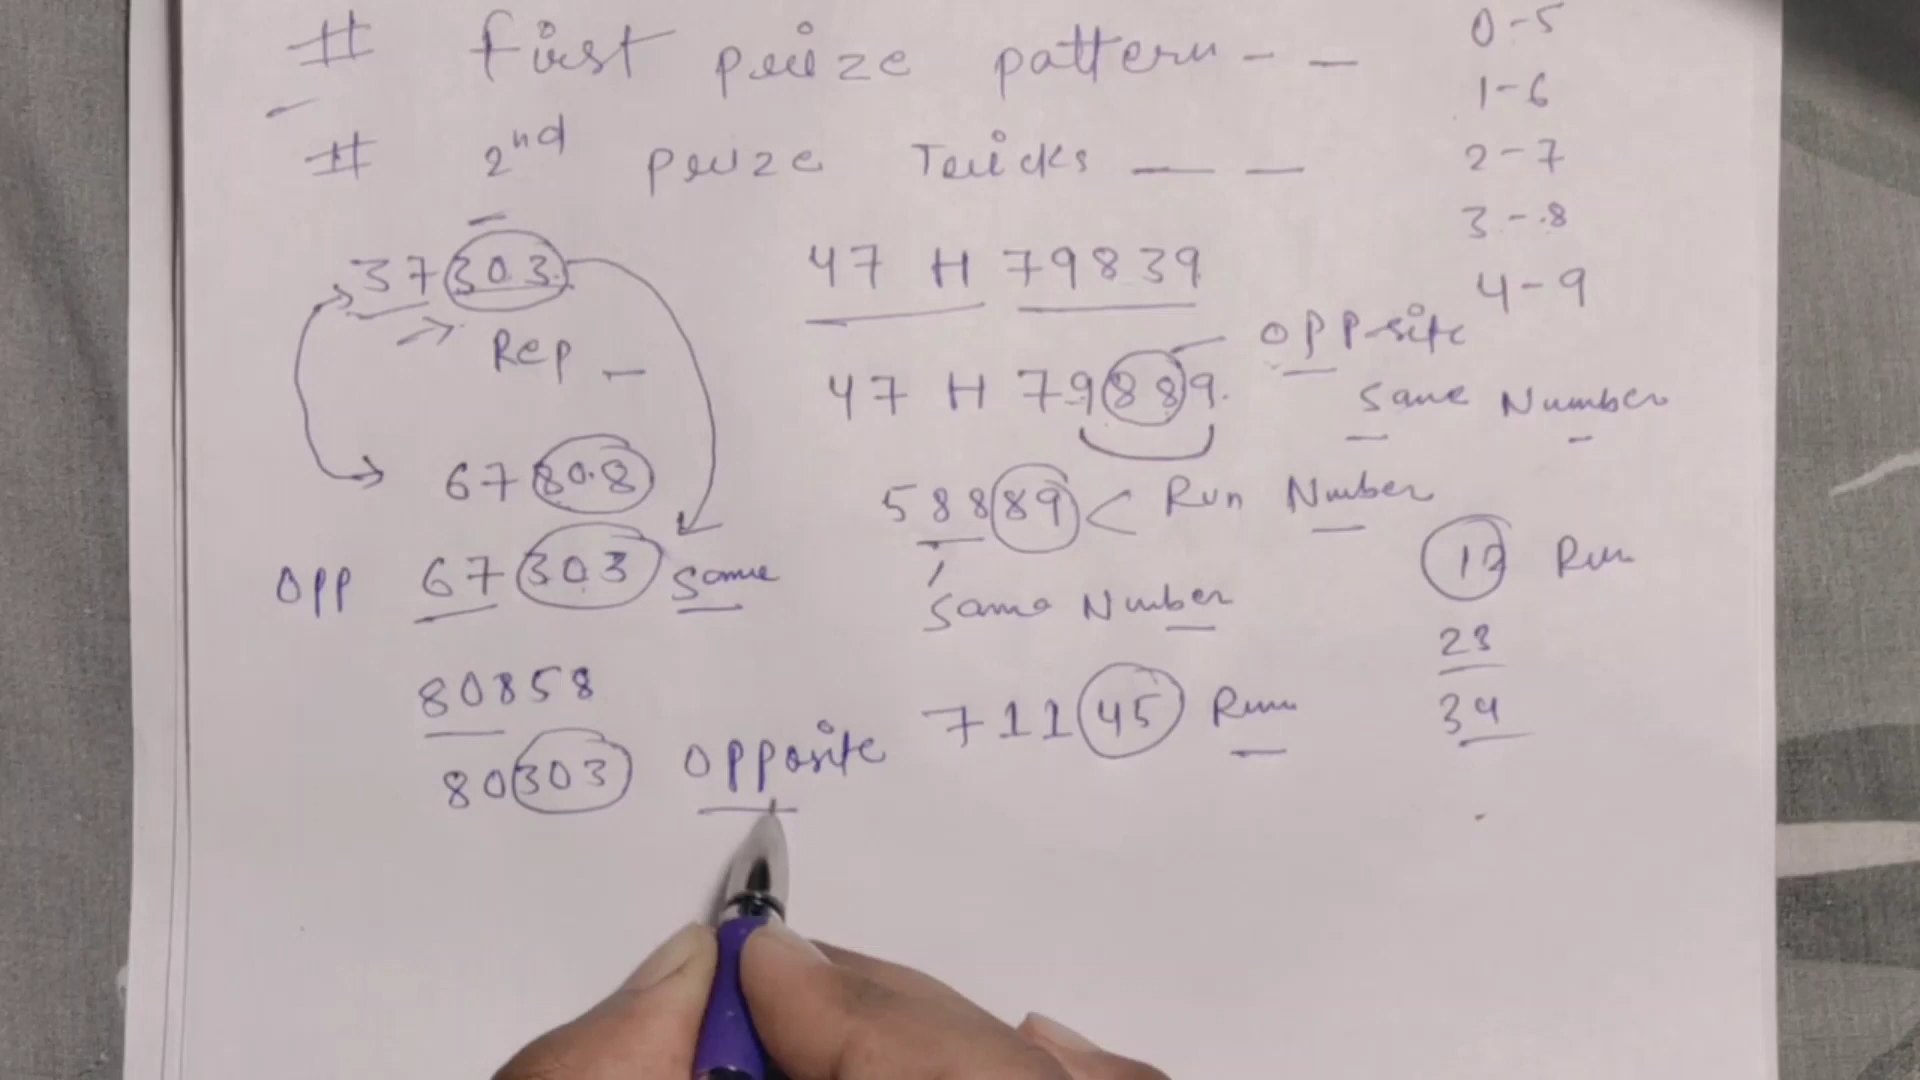 # First prize pattern - -
# 2nd prize Tricks — —
37303
Rep —
67808
Opp 67303 Same
80858
80303 Opposite
47 H 79839
47 H 79889 Opposite
Same Number
58889 < Run Number
Same Number
71145 Run
0-5
1-6
2-7
3-8
4-9
12 Run
23
34